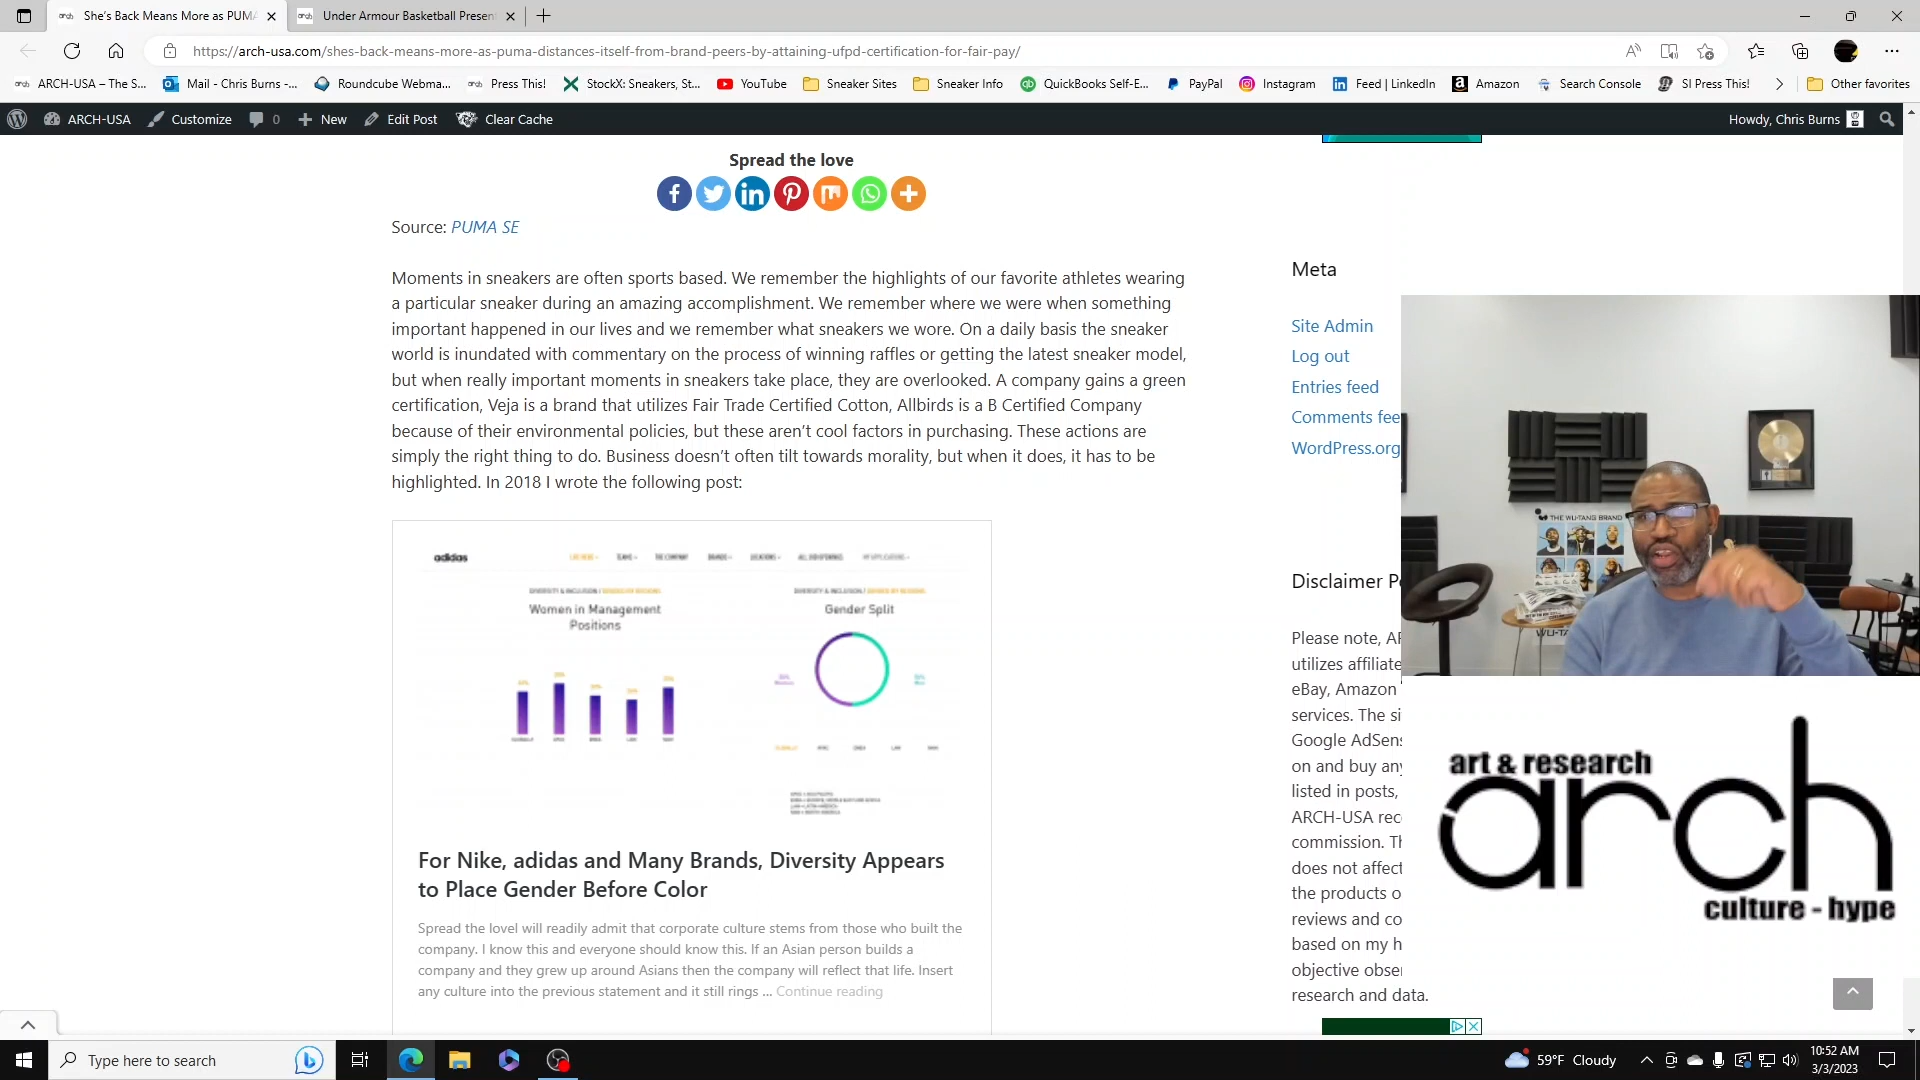 She's Back Means More as PUMA
Under Armour Basketball Presen
https://arch-usa.com/shes-back-means-more-as-puma-distances-itself-from-brand-peers-by-attaining-ufpd-certification-for-fair-pay/
ARCH-USA – The S...
Mail - Chris Burns -...
Roundcube Webma...
Press This!
StockX: Sneakers, St...
YouTube
Sneaker Sites
Sneaker Info
QuickBooks Self-E...
PayPal
Instagram
Feed | LinkedIn
Amazon
Search Console
SI Press This!
Other favorites
ARCH-USA
Customize
0
New
Edit Post
Clear Cache
Howdy, Chris Burns
Spread the love
Source: PUMA SE
Moments in sneakers are often sports based. We remember the highlights of our favorite athletes wearing
a particular sneaker during an amazing accomplishment. We remember where we were when something
important happened in our lives and we remember what sneakers we wore. On a daily basis the sneaker
world is inundated with commentary on the process of winning raffles or getting the latest sneaker model,
but when really important moments in sneakers take place, they are overlooked. A company gains a green
certification, Veja is a brand that utilizes Fair Trade Certified Cotton, Allbirds is a B Certified Company
because of their environmental policies, but these aren't cool factors in purchasing. These actions are
simply the right thing to do. Business doesn't often tilt towards morality, but when it does, it has to be
highlighted. In 2018 I wrote the following post:
adidas
Women in Management
Positions
Gender Split
For Nike, adidas and Many Brands, Diversity Appears
to Place Gender Before Color
Spread the loveI will readily admit that corporate culture stems from those who built the
company. I know this and everyone should know this. If an Asian person builds a
company and they grew up around Asians then the company will reflect that life. Insert
any culture into the previous statement and it still rings ... Continue reading
Meta
Site Admin
Log out
Entries feed
Comments fee
WordPress.org
Disclaimer P
Please note, AR
utilizes affiliate
eBay, Amazon
services. The si
Google AdSens
on and buy any
listed in posts,
ARCH-USA rec
commission. Th
does not affect
the products o
reviews and co
based on my h
objective obser
research and data.
THE WU-TANG BRAND
WU-TA
art & research
arch
culture - hype
Type here to search
59°F Cloudy
10:52 AM
3/3/2023